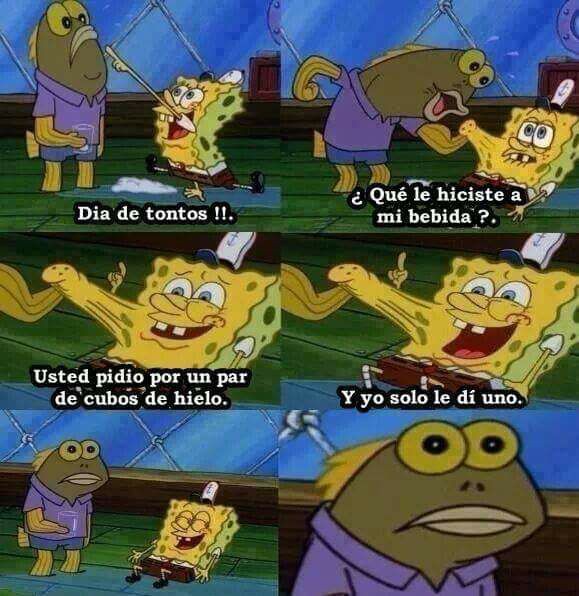 Dia de tontos !!.
¿ Qué le hiciste a
mi bebida ?.
Usted pidio por un par
de cubos de hielo.
Y yo solo le dí uno.